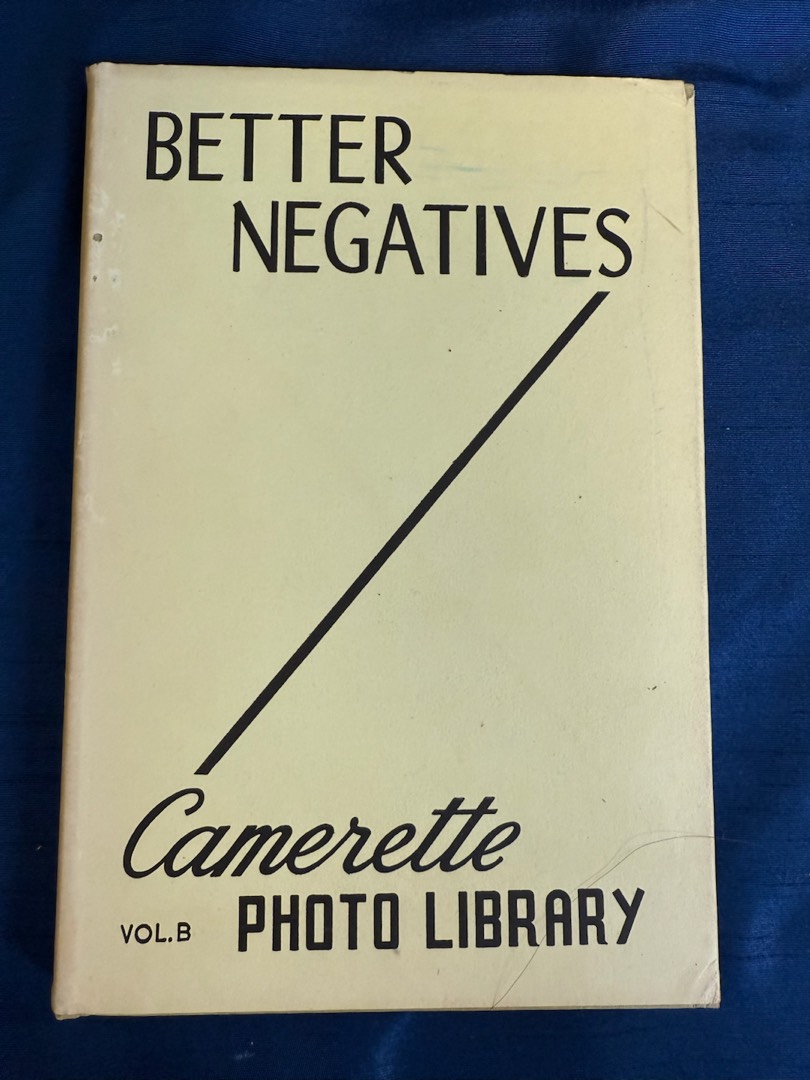 BETTER
NEGATIVES
Camerette
VOL.B PHOTO LIBRARY